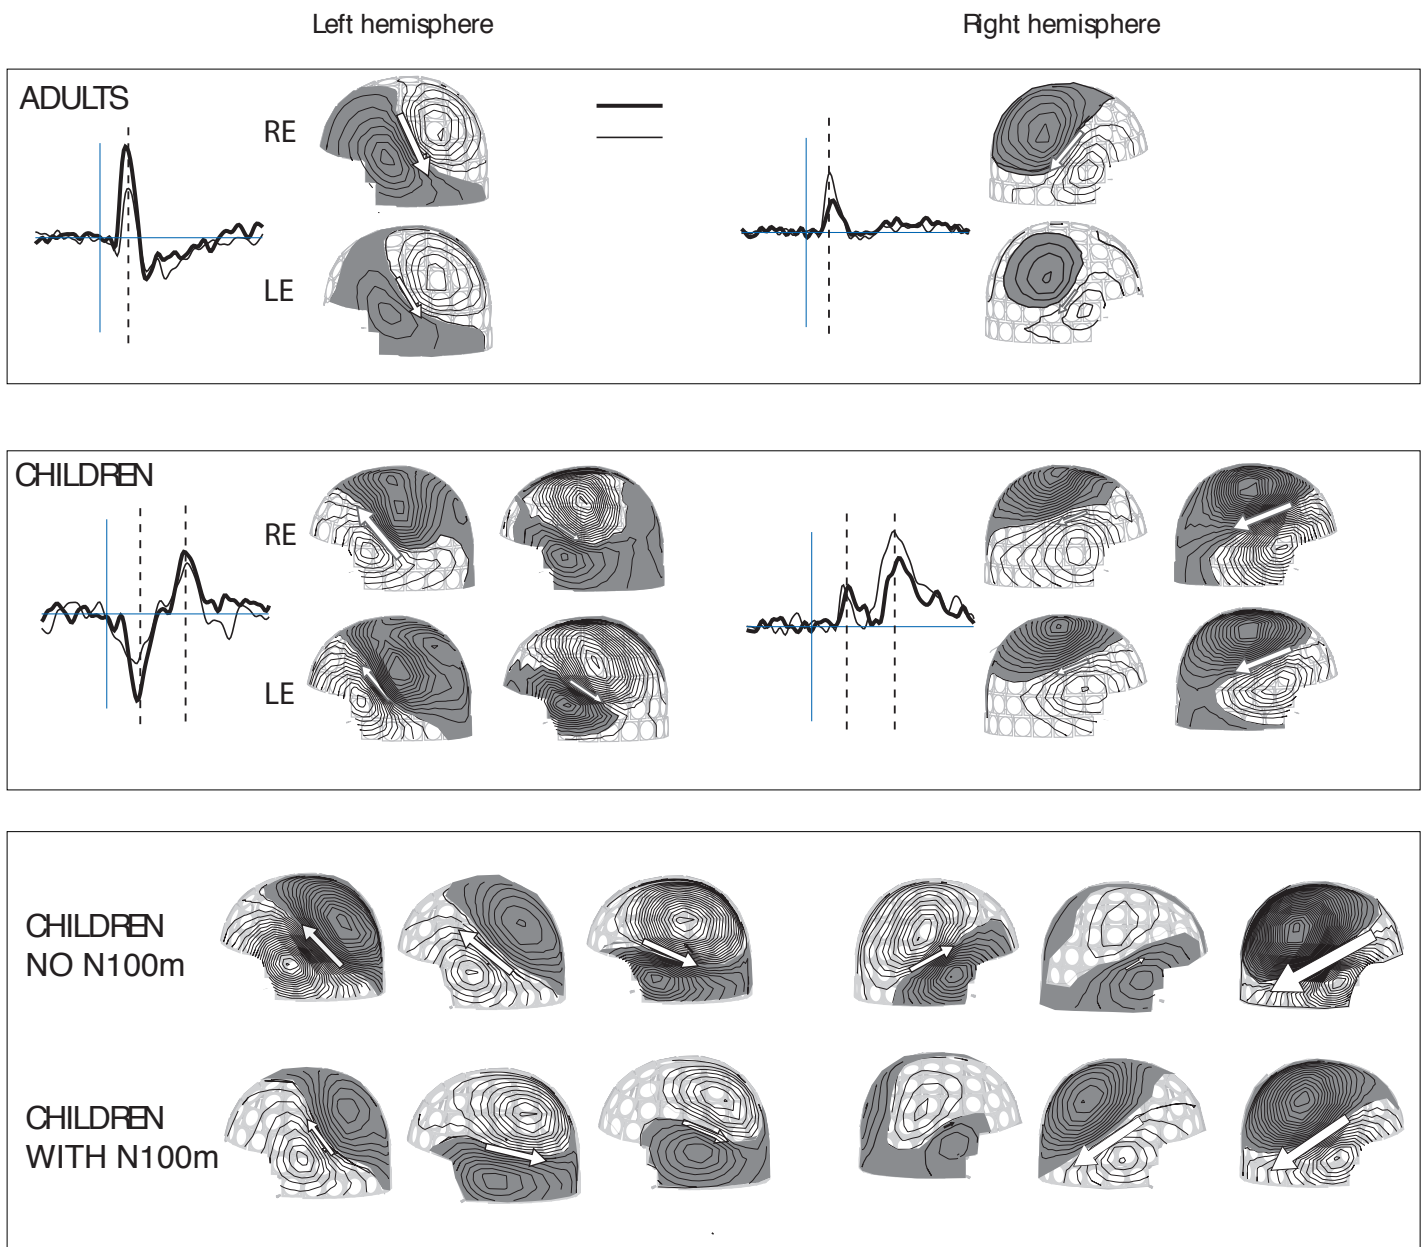 Left hemisphere
Right hemisphere
ADULTS
RE
LE
CHILDREN
RE
LE
CHILDREN
NO N100m
CHILDREN
WITH N100m